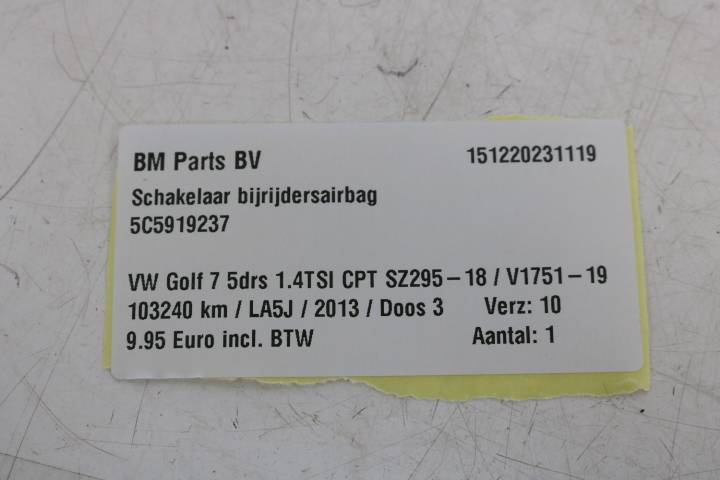 BM Parts BV 151220231119
Schakelaar bijrijdersairbag
5C5919237
VW Golf 7 5drs 1.4TSI CPT SZ295-18 / V1751-19
103240 km / LA5J / 2013 / Doos 3 Verz: 10
9.95 Euro incl. BTW Aantal: 1